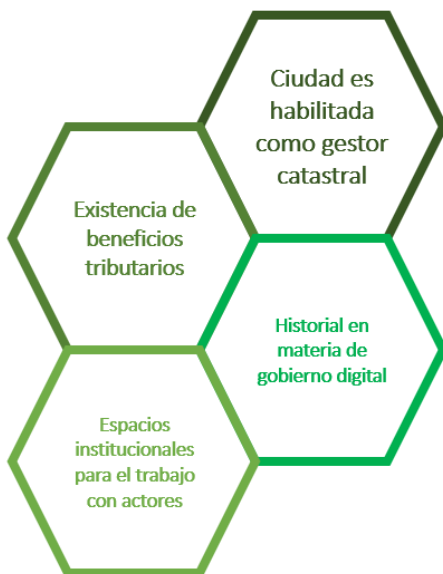 Ciudad es
habilitada
como gestor
catastral
Existencia de
beneficios
tributarios
Historial en
materia de
gobierno digital
Espacios
institucionales
para el trabajo
con actores